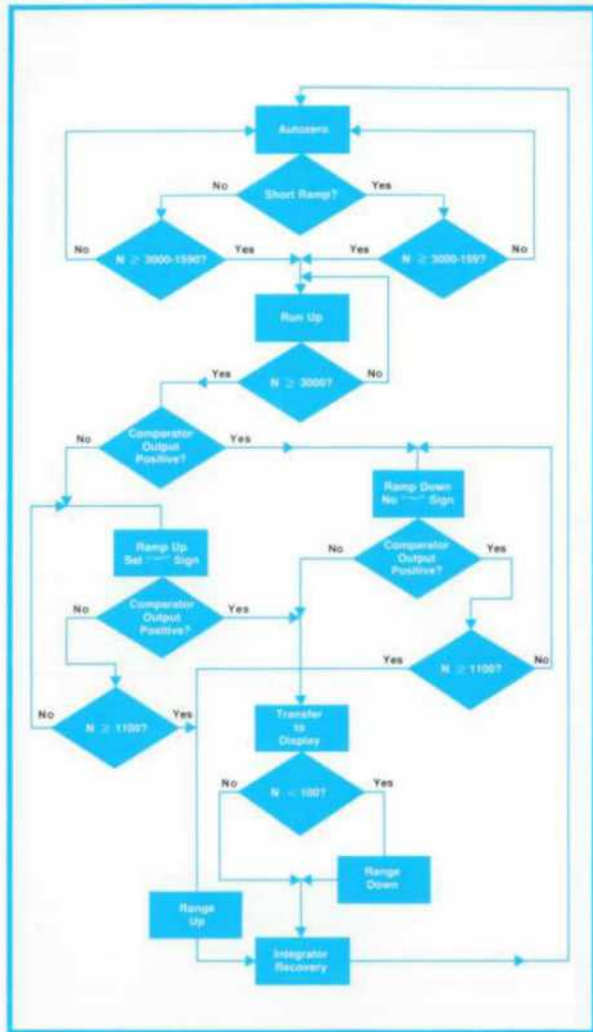 Autozero
No
Short Ramp?
Yes
No
N ≥ 3000-1590?
Yes
Yes
N ≥ 3000-159?
No
Run Up
Yes
N ≥ 3000?
No
No
Comparator
Output
Positive?
Yes
Ramp Down
No "–" Sign
Ramp Up
Set "–" Sign
No
Comparator
Output
Positive?
Yes
No
Comparator
Output
Positive?
Yes
Yes
N ≥ 1100?
No
No
N ≥ 1100?
Yes
Transfer
to
Display
No
N < 100?
Yes
Range
Down
Range
Up
Integrator
Recovery